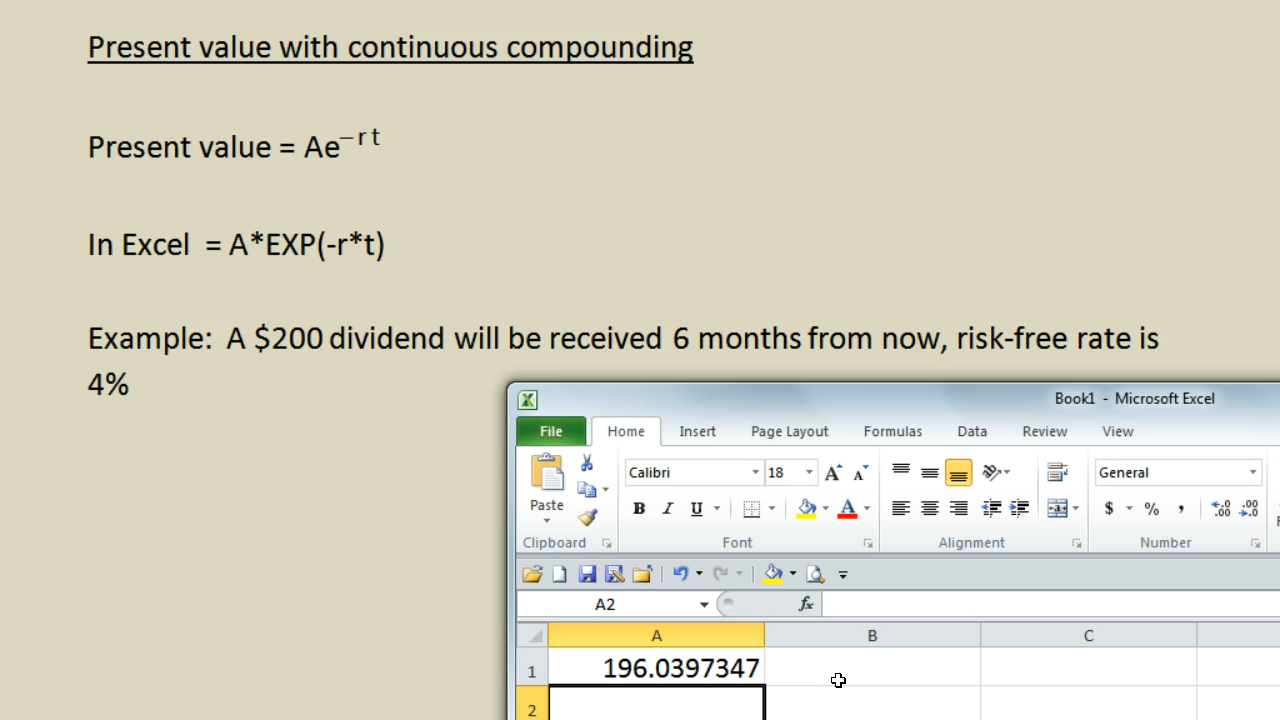 Present value with continuous compounding
Present value = Ae^−rt
In Excel = A*EXP(-r*t)
Example: A $200 dividend will be received 6 months from now, risk-free rate is
4%
Book1 - Microsoft Excel
File Home Insert Page Layout Formulas Data Review View
Calibri 18 General
Paste
Clipboard Font Alignment Number
A2 fx
A B C
1 196.0397347
2